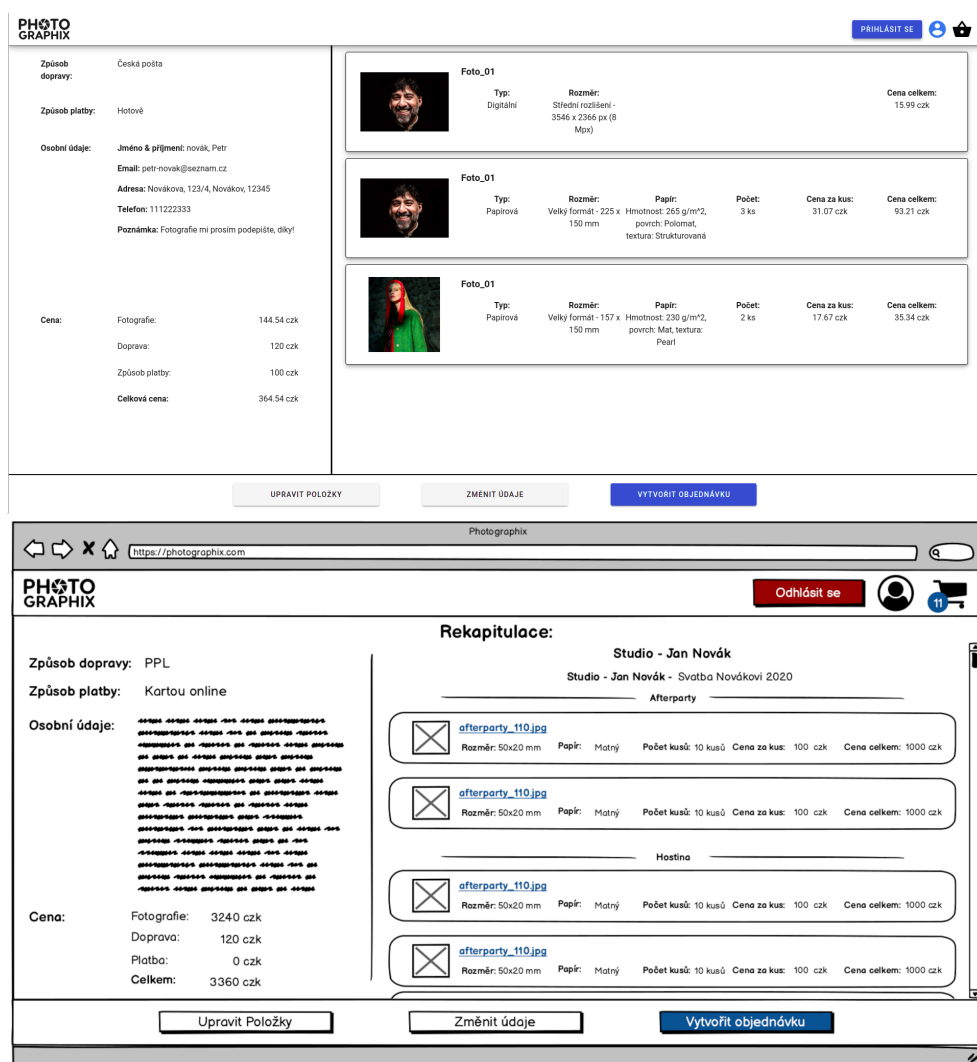 PHOTO
GRAPHIX
PŘIHLÁSIT SE
Způsob dopravy: Česká pošta
Způsob platby: Hotově
Osobní údaje: Jméno & příjmení: novák, Petr
Email: petr-novak@seznam.cz
Adresa: Novákova, 123/4, Novákov, 12345
Telefon: 111222333
Poznámka: Fotografie mi prosím podepište, díky!
Cena: Fotografie: 144.54 czk
Doprava: 120 czk
Způsob platby: 100 czk
Celková cena: 364.54 czk
Foto_01
Typ: Rozměr: Cena celkem:
Digitální Střední rozlišení - 15.99 czk
3546 x 2366 px (8
Mpx)
Foto_01
Typ: Rozměr: Papír: Počet: Cena za kus: Cena celkem:
Papírová Velký formát - 225 x Hmotnost: 265 g/m^2, 3 ks 31.07 czk 93.21 czk
150 mm povrch: Polomat,
textura: Strukturovaná
Foto_01
Typ: Rozměr: Papír: Počet: Cena za kus: Cena celkem:
Papírová Velký formát - 157 x Hmotnost: 230 g/m^2, 2 ks 17.67 czk 35.34 czk
150 mm povrch: Mat, textura:
Pearl
UPRAVIT POLOŽKY ZMĚNIT ÚDAJE VYTVOŘIT OBJEDNÁVKU
Photographix
https://photographix.com
PHOTO
GRAPHIX
Odhlásit se
11
Rekapitulace:
Způsob dopravy: PPL
Způsob platby: Kartou online
Osobní údaje:
Cena: Fotografie: 3240 czk
Doprava: 120 czk
Platba: 0 czk
Celkem: 3360 czk
Studio - Jan Novák
Studio - Jan Novák - Svatba Novákovi 2020
Afterparty
afterparty_110.jpg
Rozměr: 50x20 mm Papír: Matný Počet kusů: 10 kusů Cena za kus: 100 czk Cena celkem: 1000 czk
afterparty_110.jpg
Rozměr: 50x20 mm Papír: Matný Počet kusů: 10 kusů Cena za kus: 100 czk Cena celkem: 1000 czk
Hostina
afterparty_110.jpg
Rozměr: 50x20 mm Papír: Matný Počet kusů: 10 kusů Cena za kus: 100 czk Cena celkem: 1000 czk
afterparty_110.jpg
Rozměr: 50x20 mm Papír: Matný Počet kusů: 10 kusů Cena za kus: 100 czk Cena celkem: 1000 czk
Upravit Položky Změnit údaje Vytvořit objednávku